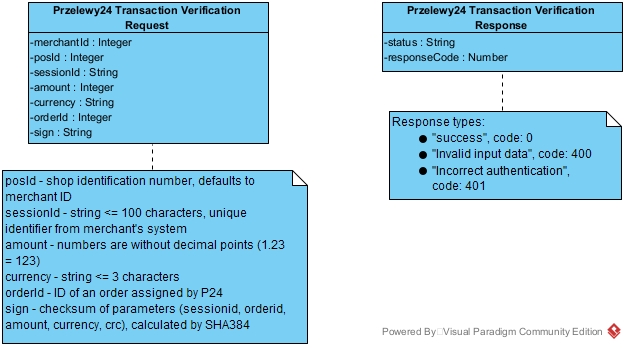 Przelewy24 Transaction Verification
Request
-merchantId : Integer
-posId : Integer
-sessionId : String
-amount : Integer
-currency : String
-orderId : Integer
-sign : String
posId - shop identification number, defaults to
merchant ID
sessionId - string <= 100 characters, unique
identifier from merchant's system
amount - numbers are without decimal points (1.23
= 123)
currency - string <= 3 characters
orderId - ID of an order assigned by P24
sign - checksum of parameters (sessionid, orderid,
amount, currency, crc), calculated by SHA384
Przelewy24 Transaction Verification
Response
-status : String
-responseCode : Number
Response types:
● "success", code: 0
● "Invalid input data", code: 400
● "Incorrect authentication",
code: 401
Powered By Visual Paradigm Community Edition